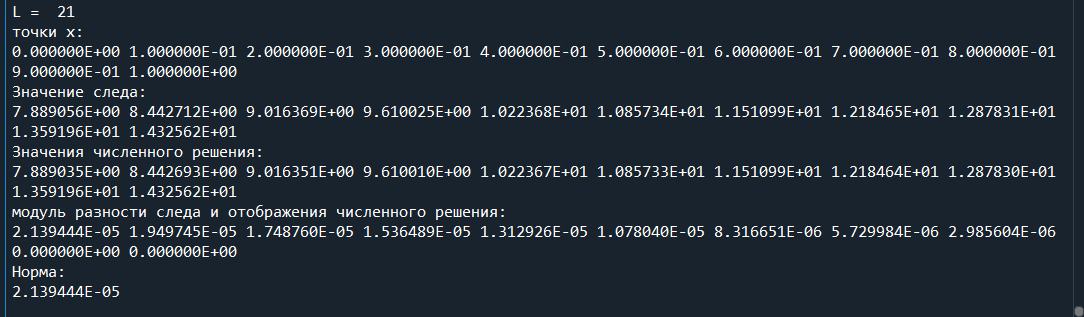 L =  21
точки x:
0.000000E+00 1.000000E-01 2.000000E-01 3.000000E-01 4.000000E-01 5.000000E-01 6.000000E-01 7.000000E-01 8.000000E-01
9.000000E-01 1.000000E+00
Значение следа:
7.889056E+00 8.442712E+00 9.016369E+00 9.610025E+00 1.022368E+01 1.085734E+01 1.151099E+01 1.218465E+01 1.287831E+01
1.359196E+01 1.432562E+01
Значения численного решения:
7.889035E+00 8.442693E+00 9.016351E+00 9.610010E+00 1.022367E+01 1.085733E+01 1.151099E+01 1.218464E+01 1.287830E+01
1.359196E+01 1.432562E+01
модуль разности следа и отображения численного решения:
2.139444E-05 1.949745E-05 1.748760E-05 1.536489E-05 1.312926E-05 1.078040E-05 8.316651E-06 5.729984E-06 2.985604E-06
0.000000E+00 0.000000E+00
Норма:
2.139444E-05